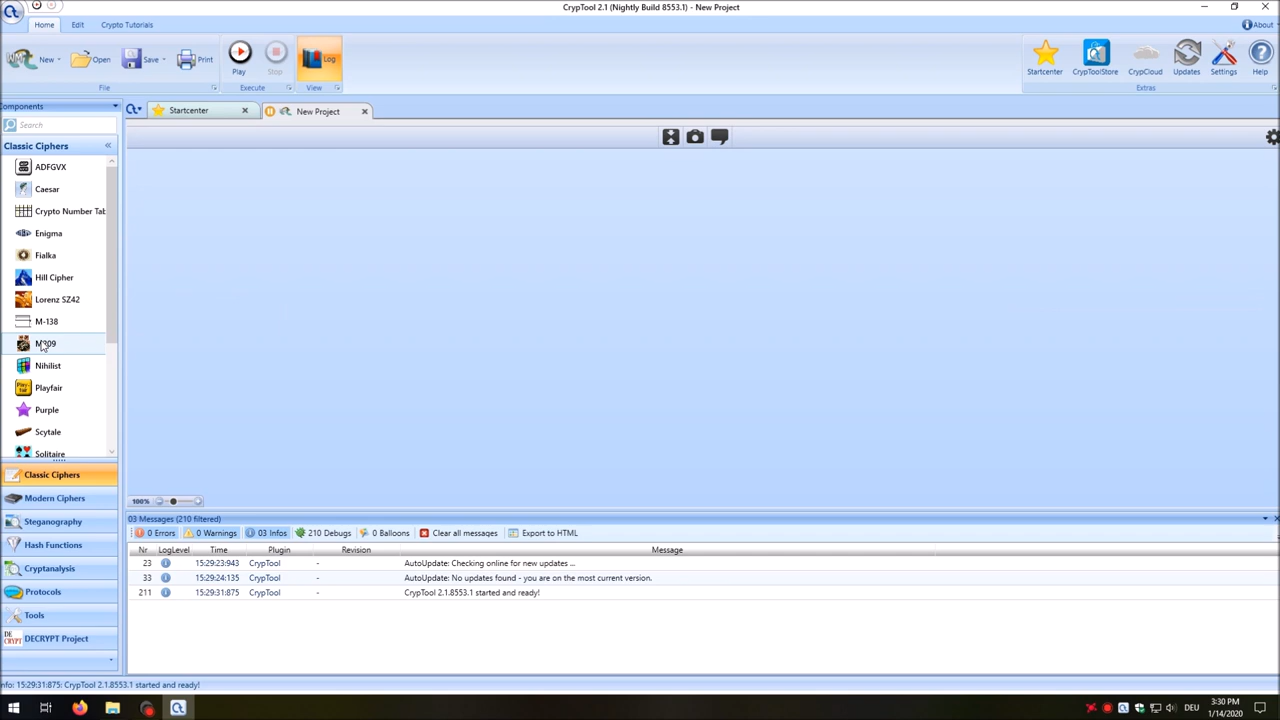 CrypTool 2.1 (Nightly Build 8553.1) - New Project
Home Edit Crypto Tutorials About
New Open Save Print Play Stop Log Startcenter CrypToolStore CrypCloud Updates Settings Help
File Execute View Extras
Components Startcenter New Project
Search
Classic Ciphers
ADFGVX
Caesar
Crypto Number Tab
Enigma
Fialka
Hill Cipher
Lorenz SZ42
M-138
M209
Nihilist
Playfair
Purple
Scytale
Solitaire
Classic Ciphers
Modern Ciphers
Steganography
Hash Functions
Cryptanalysis
Protocols
Tools
DECRYPT Project
100%
03 Messages (210 filtered)
0 Errors 0 Warnings 03 Infos 210 Debugs 0 Balloons Clear all messages Export to HTML
Nr LogLevel Time Plugin Revision Message
23 15:29:23:943 CrypTool - AutoUpdate: Checking online for new updates ...
33 15:29:24:135 CrypTool - AutoUpdate: No updates found - you are on the most current version.
211 15:29:31:875 CrypTool - CrypTool 2.1.8553.1 started and ready!
nfo: 15:29:31:875: CrypTool 2.1.8553.1 started and ready!
DEU 3:30 PM
1/14/2020